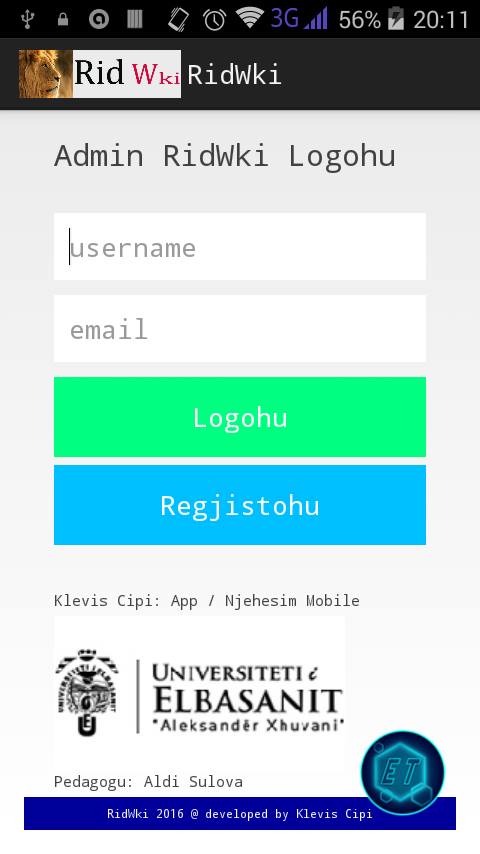 3G 56% 20:11
Rid Wki RidWki
Admin RidWki Logohu
username
email
Logohu
Regjistohu
Klevis Cipi: App / Njehesim Mobile
UNIVERSITETI i
ELBASANIT
"Aleksandër Xhuvani"
ET
Pedagogu: Aldi Sulova
RidWki 2016 @ developed by Klevis Cipi